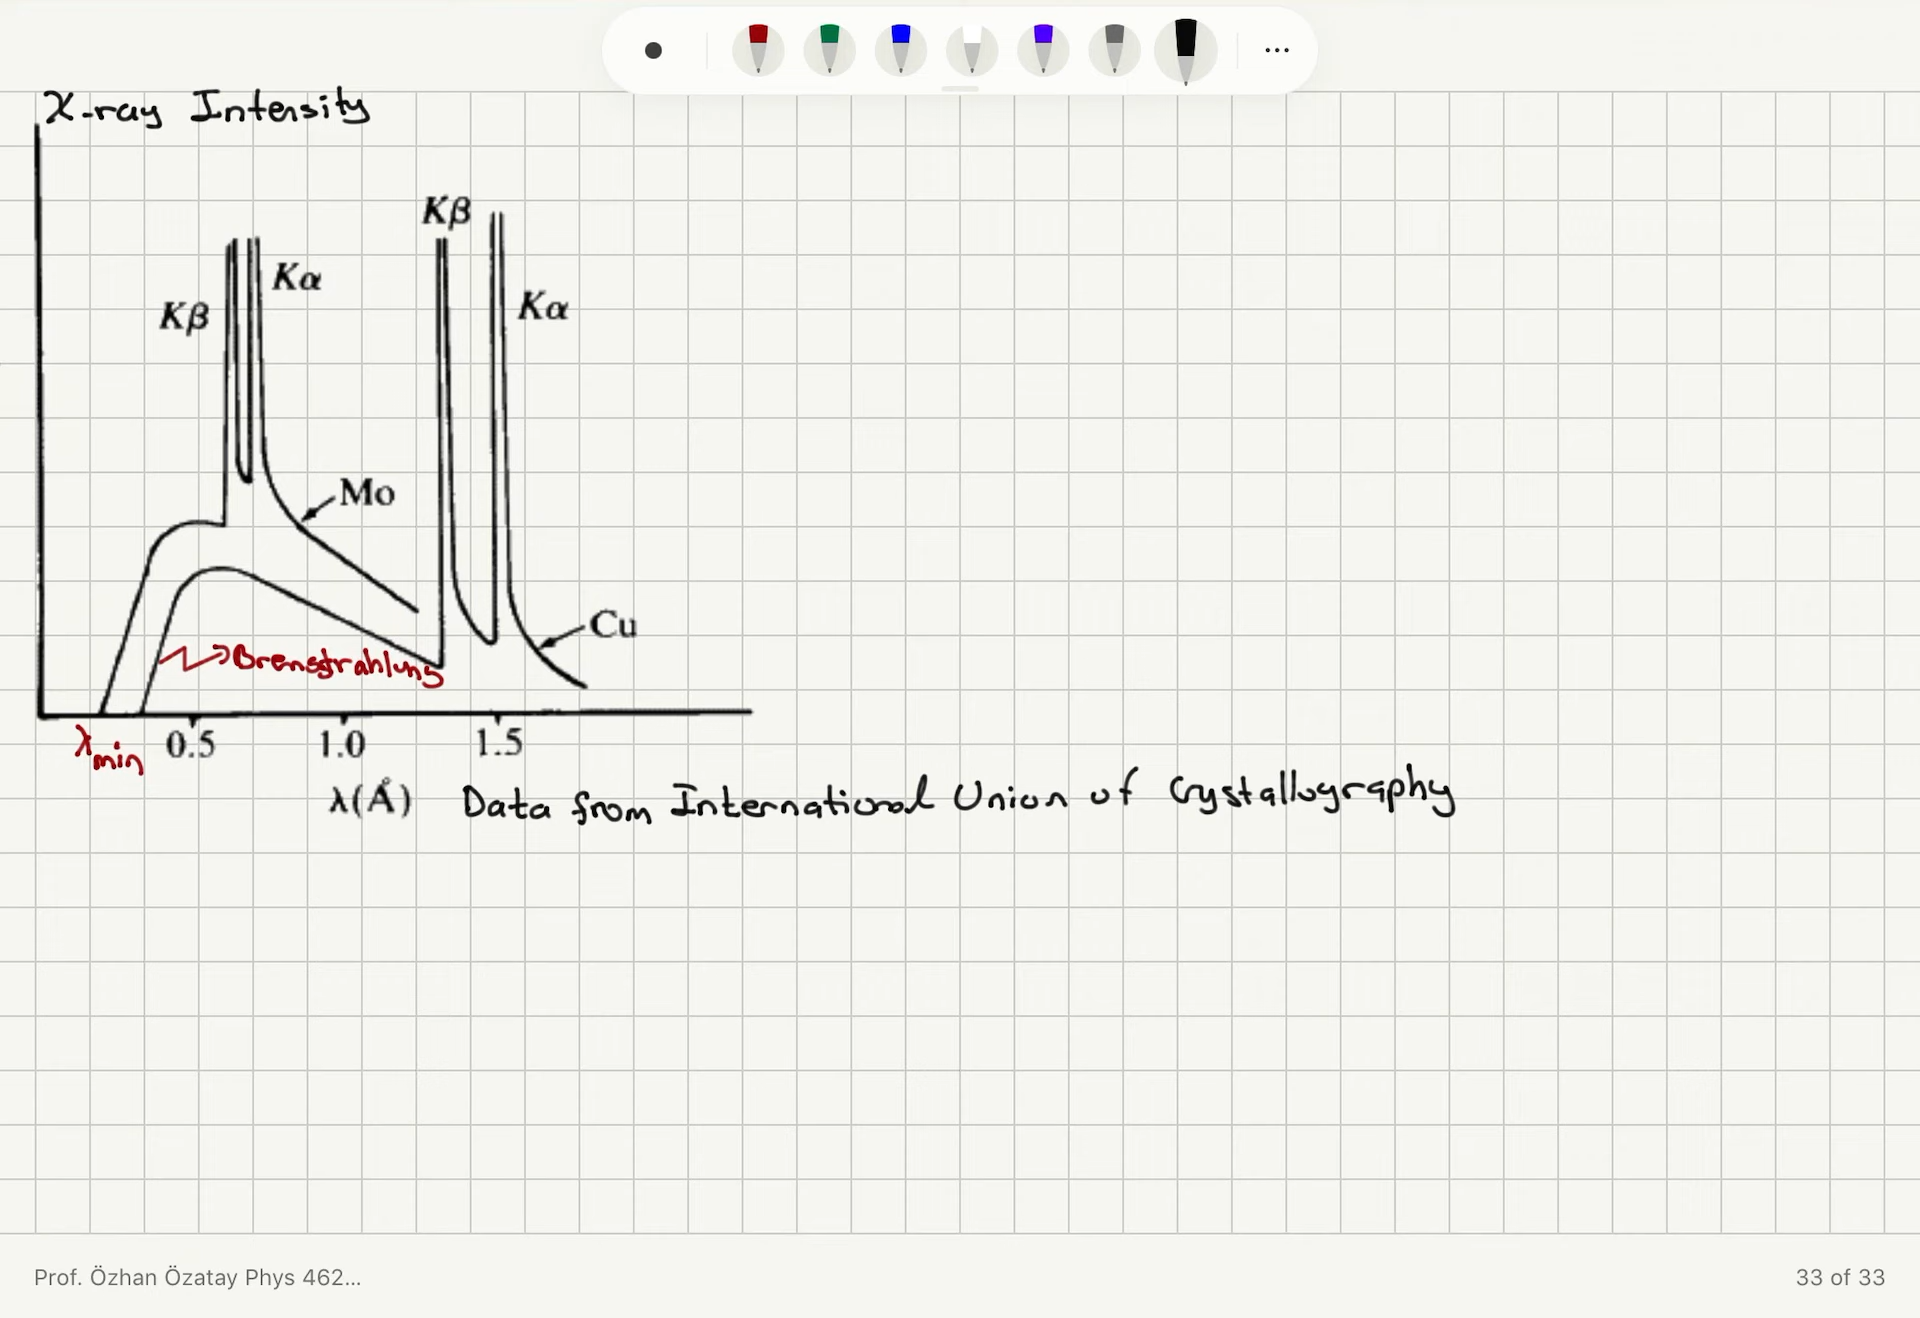 X-ray Intensity
Kβ
Kα
Kα
Kβ
Mo
Cu
Bremsstrahlung
λmin
0.5 1.0 1.5
λ(Å) Data from International Union of Crystallography
Prof. Özhan Özatay Phys 462... 33 of 33